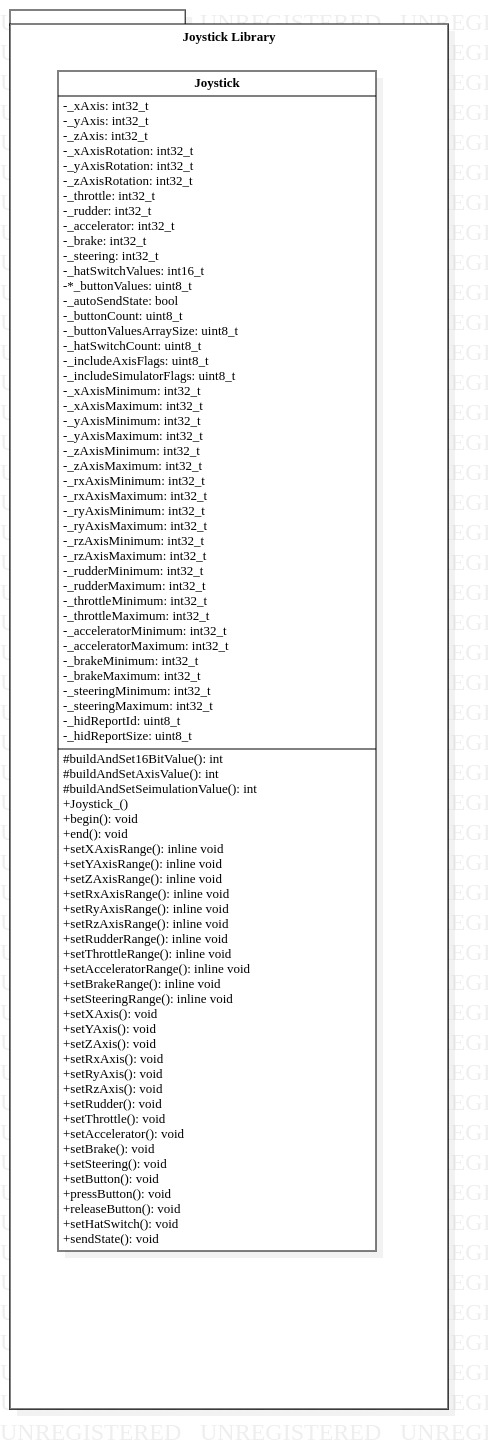 UNREGISTERED UNREGISTERED UNREGI
Joystick Library
Joystick
-_xAxis: int32_t
-_yAxis: int32_t
-_zAxis: int32_t
-_xAxisRotation: int32_t
-_yAxisRotation: int32_t
-_zAxisRotation: int32_t
-_throttle: int32_t
-_rudder: int32_t
-_accelerator: int32_t
-_brake: int32_t
-_steering: int32_t
-_hatSwitchValues: int16_t
-*_buttonValues: uint8_t
-_autoSendState: bool
-_buttonCount: uint8_t
-_buttonValuesArraySize: uint8_t
-_hatSwitchCount: uint8_t
-_includeAxisFlags: uint8_t
-_includeSimulatorFlags: uint8_t
-_xAxisMinimum: int32_t
-_xAxisMaximum: int32_t
-_yAxisMinimum: int32_t
-_yAxisMaximum: int32_t
-_zAxisMinimum: int32_t
-_zAxisMaximum: int32_t
-_rxAxisMinimum: int32_t
-_rxAxisMaximum: int32_t
-_ryAxisMinimum: int32_t
-_ryAxisMaximum: int32_t
-_rzAxisMinimum: int32_t
-_rzAxisMaximum: int32_t
-_rudderMinimum: int32_t
-_rudderMaximum: int32_t
-_throttleMinimum: int32_t
-_throttleMaximum: int32_t
-_acceleratorMinimum: int32_t
-_acceleratorMaximum: int32_t
-_brakeMinimum: int32_t
-_brakeMaximum: int32_t
-_steeringMinimum: int32_t
-_steeringMaximum: int32_t
-_hidReportId: uint8_t
-_hidReportSize: uint8_t
#buildAndSet16BitValue(): int
#buildAndSetAxisValue(): int
#buildAndSetSeimulationValue(): int
+Joystick_()
+begin(): void
+end(): void
+setXAxisRange(): inline void
+setYAxisRange(): inline void
+setZAxisRange(): inline void
+setRxAxisRange(): inline void
+setRyAxisRange(): inline void
+setRzAxisRange(): inline void
+setRudderRange(): inline void
+setThrottleRange(): inline void
+setAcceleratorRange(): inline void
+setBrakeRange(): inline void
+setSteeringRange(): inline void
+setXAxis(): void
+setYAxis(): void
+setZAxis(): void
+setRxAxis(): void
+setRyAxis(): void
+setRzAxis(): void
+setRudder(): void
+setThrottle(): void
+setAccelerator(): void
+setBrake(): void
+setSteering(): void
+setButton(): void
+pressButton(): void
+releaseButton(): void
+setHatSwitch(): void
+sendState(): void
UNREGISTERED UNREGISTERED UNREGI